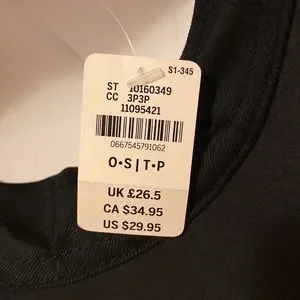 S1-345
ST 10160349
CC 3P3P
11095421
0667545791062
O•S | T•P
UK £26.5
CA $34.95
US $29.95